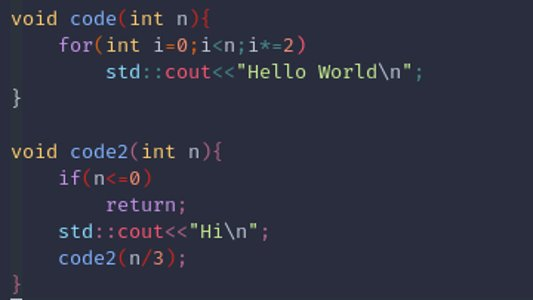 void code(int n){
    for(int i=0;i<n;i*=2)
        std::cout<<"Hello World\n";
}

void code2(int n){
    if(n<=0)
        return;
    std::cout<<"Hi\n";
    code2(n/3);
}